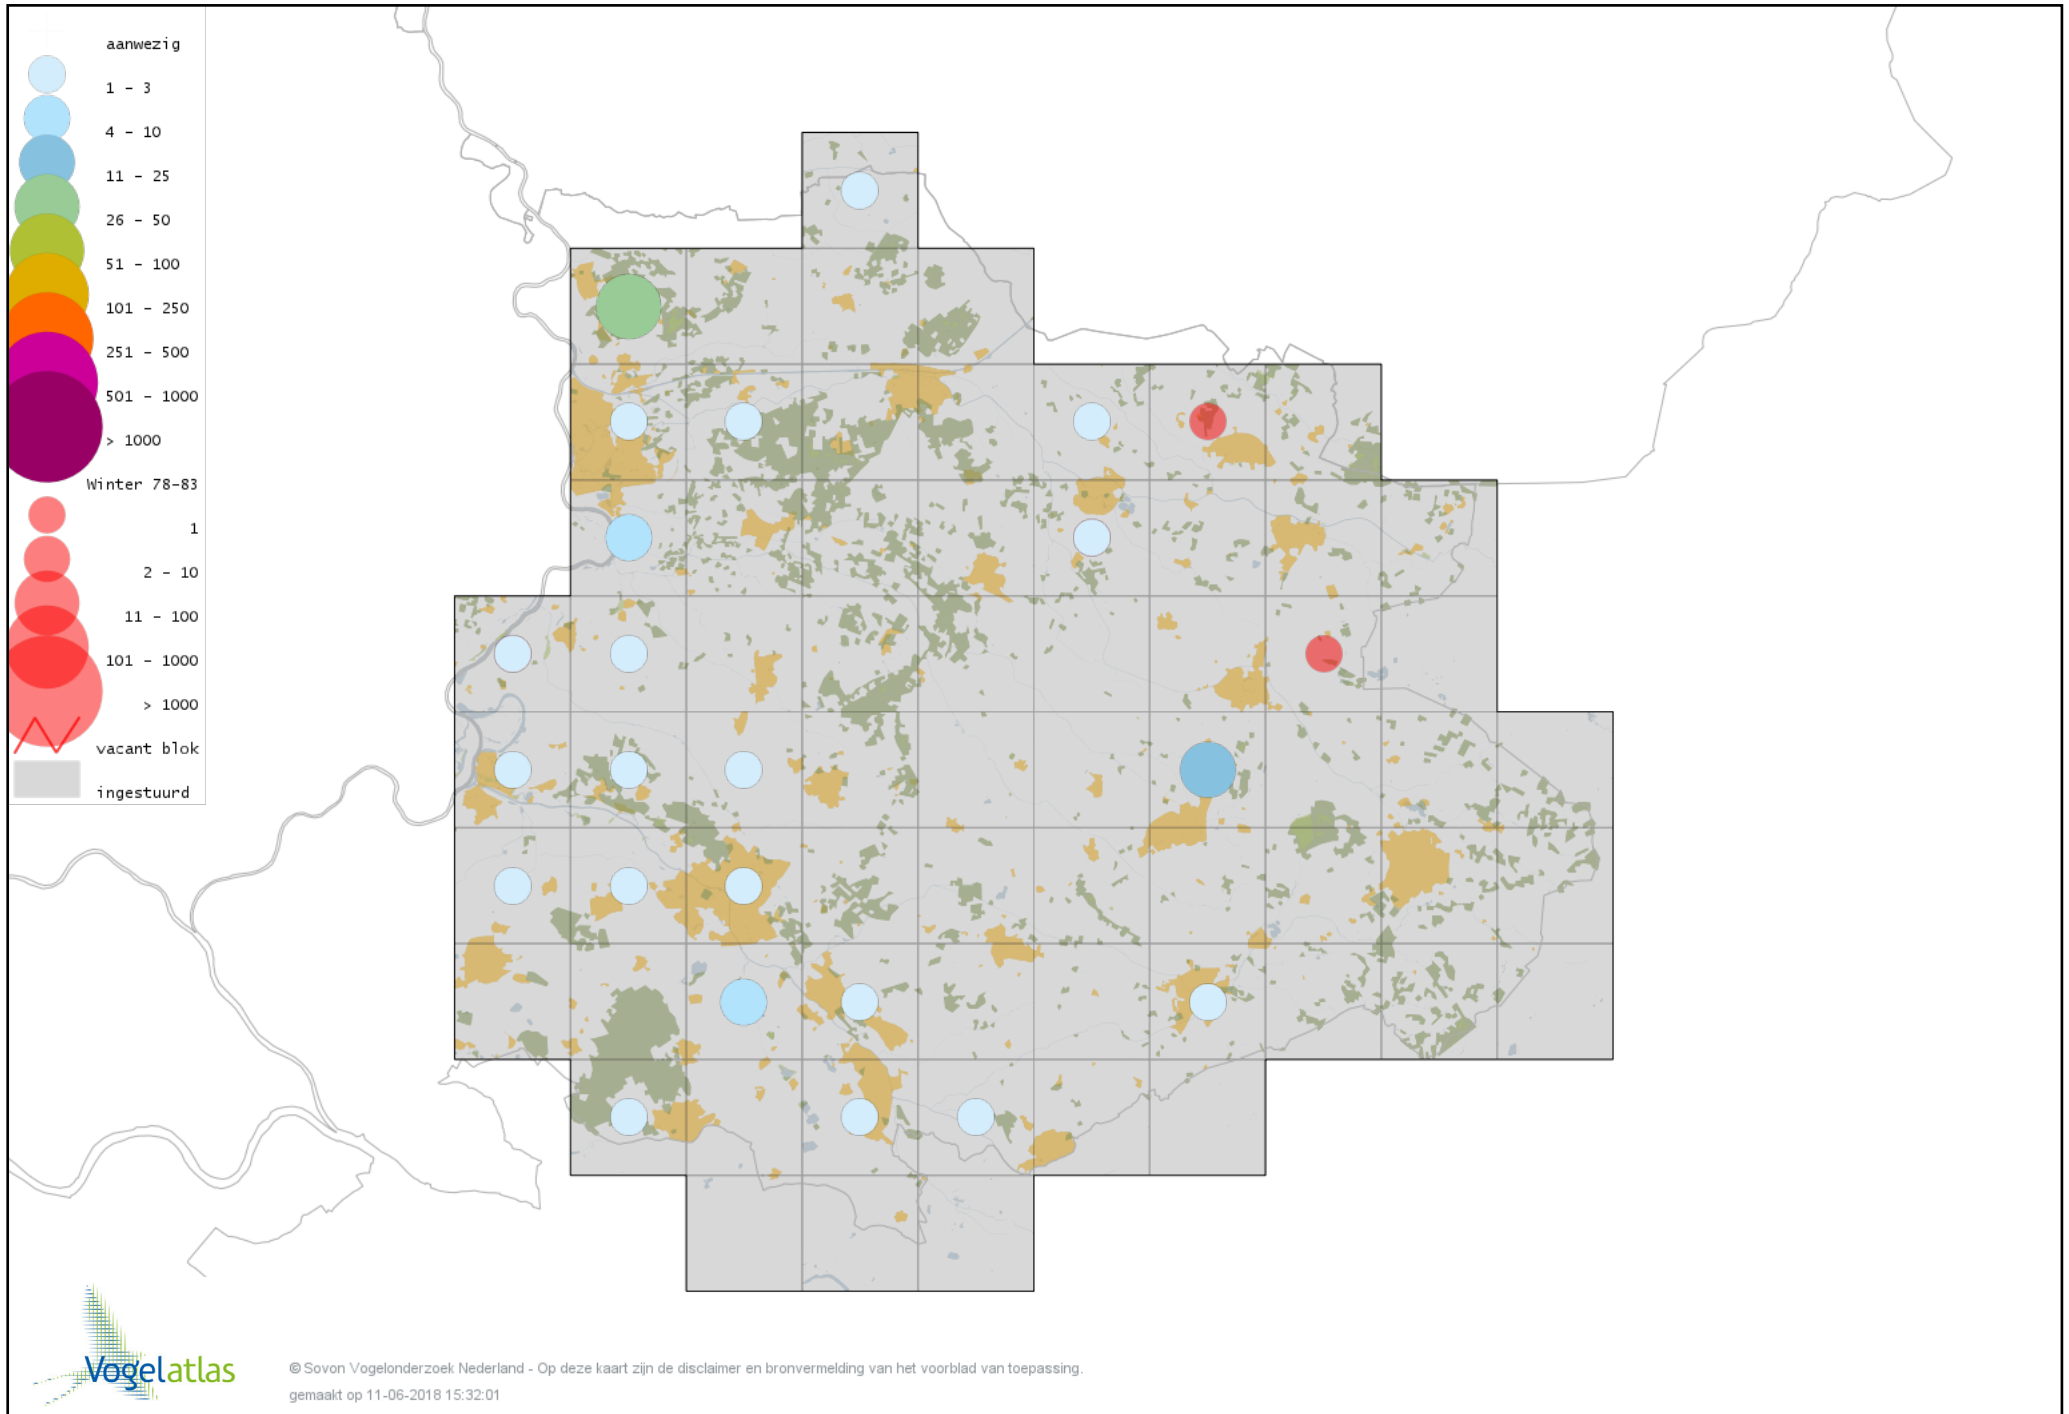 aanwezig
1 - 3
4 - 10
11 - 25
26 - 50
51 - 100
101 - 250
251 - 500
501 - 1000
> 1000
Winter 78-83
1
2 - 10
11 - 100
101 - 1000
> 1000
vacant blok
ingestuurd
Vogelatlas
© Sovon Vogelonderzoek Nederland - Op deze kaart zijn de disclaimer en bronvermelding van het voorblad van toepassing.
gemaakt op 11-06-2018 15:32:01